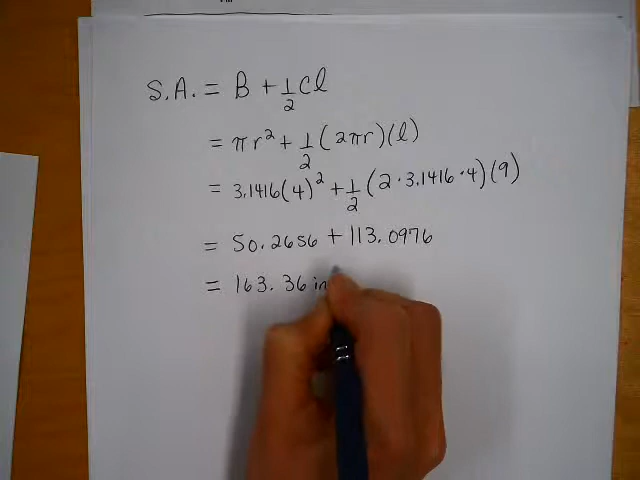 S.A. = B + 1/2 Cl
= πr² + 1/2 (2πr)(l)
= 3.1416(4)² + 1/2 (2·3.1416·4)(9)
= 50.2656 + 113.0976
= 163.36 in